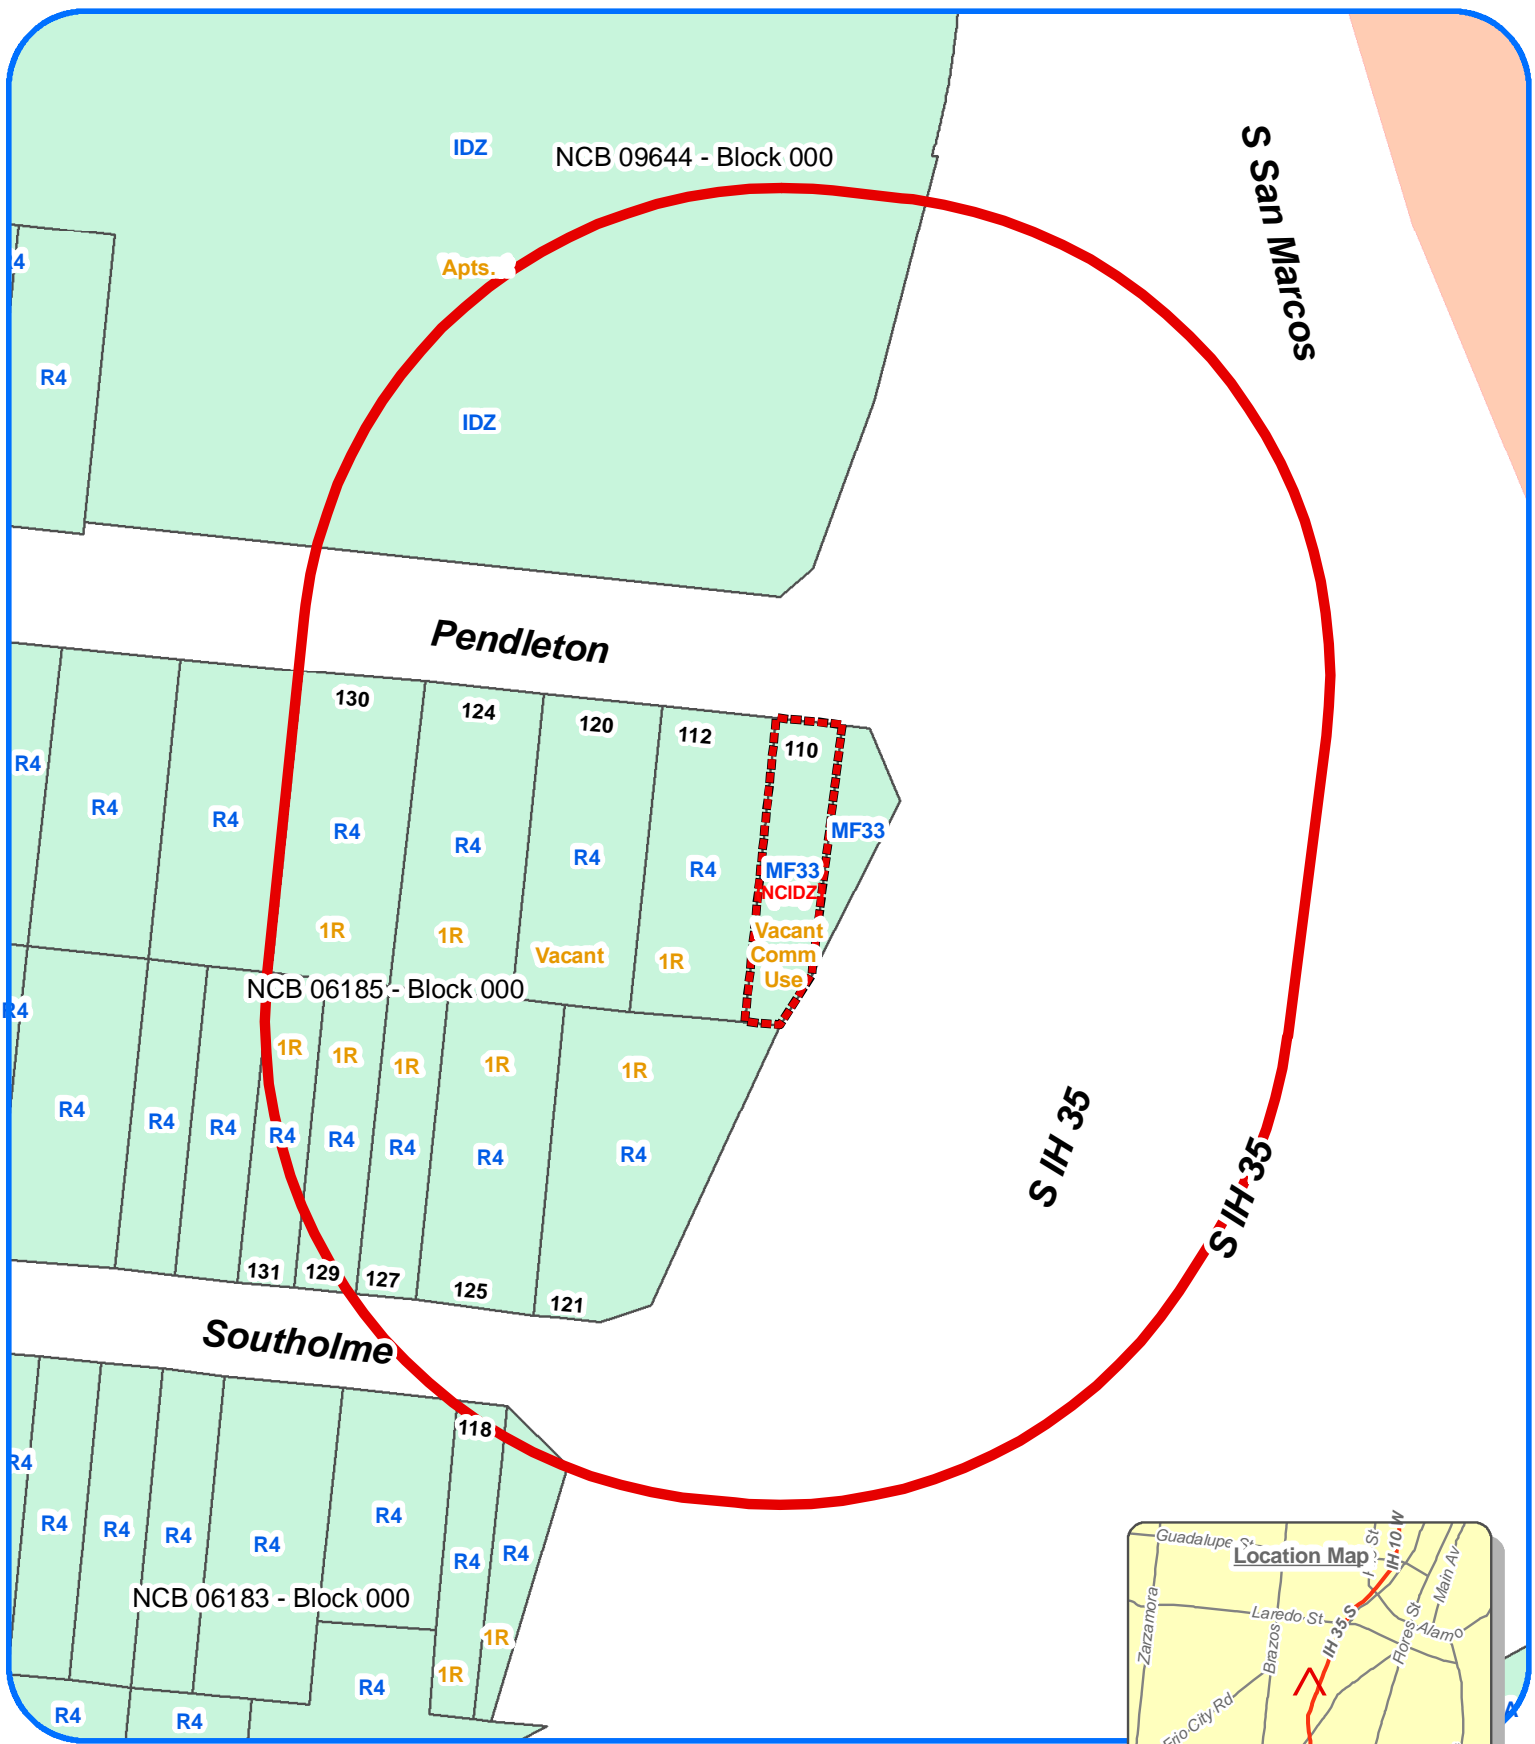 IDZ
NCB 09644 - Block 000
S San Marcos
Apts.
R4
IDZ
Pendleton
130
124
120
112
110
R4
R4
R4
R4
R4
R4
R4
MF33
MF33
NCIDZ
1R
1R
Vacant
1R
Vacant
Comm
Use
NCB 06185 - Block 000
R4
1R
1R
1R
1R
1R
R4
R4
R4
R4
R4
R4
R4
R4
S IH 35
S IH 35
131
129
127
125
121
Southolme
118
R4
R4
R4
R4
R4
R4
R4
R4
NCB 06183 - Block 000
1R
1R
R4
R4
R4
Location Map
Guadalupe St
IH 10 W
Main Av
Zarzamora
Laredo St
Brazos
IH 35 S
Flores St
Alamo
Frio City Rd